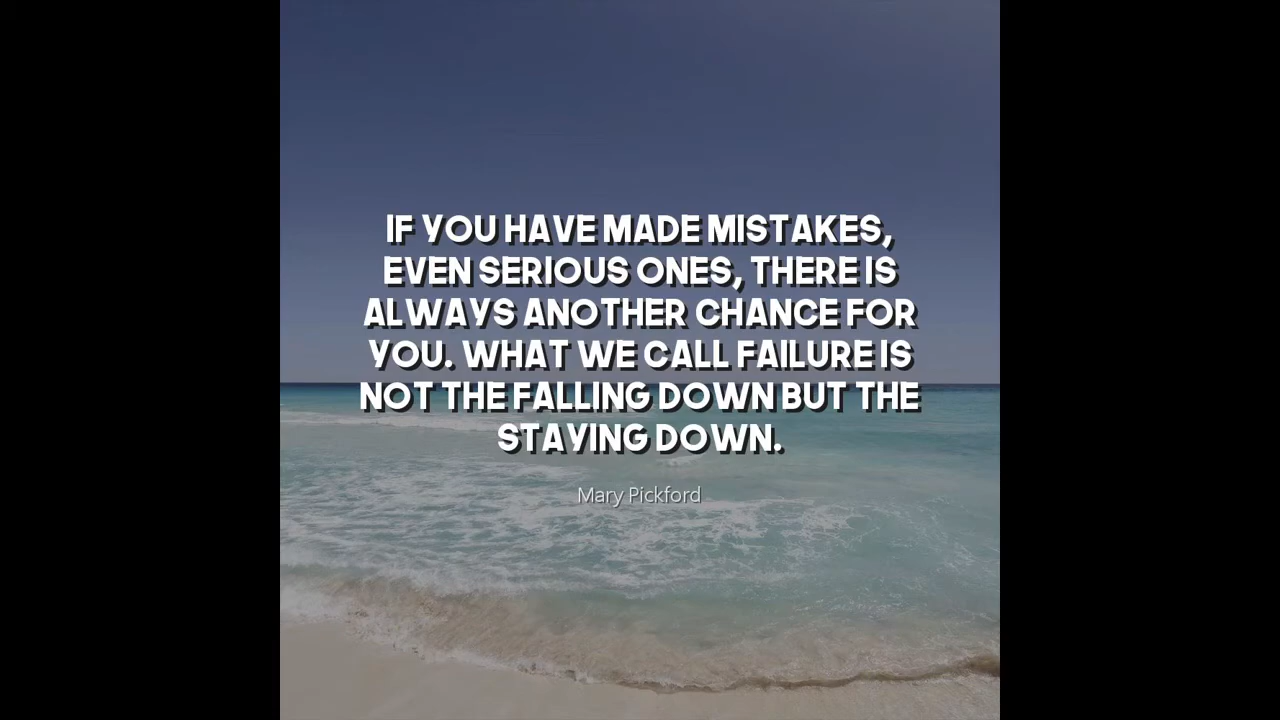 IF YOU HAVE MADE MISTAKES,
EVEN SERIOUS ONES, THERE IS
ALWAYS ANOTHER CHANCE FOR
YOU. WHAT WE CALL FAILURE IS
NOT THE FALLING DOWN BUT THE
STAYING DOWN.
Mary Pickford